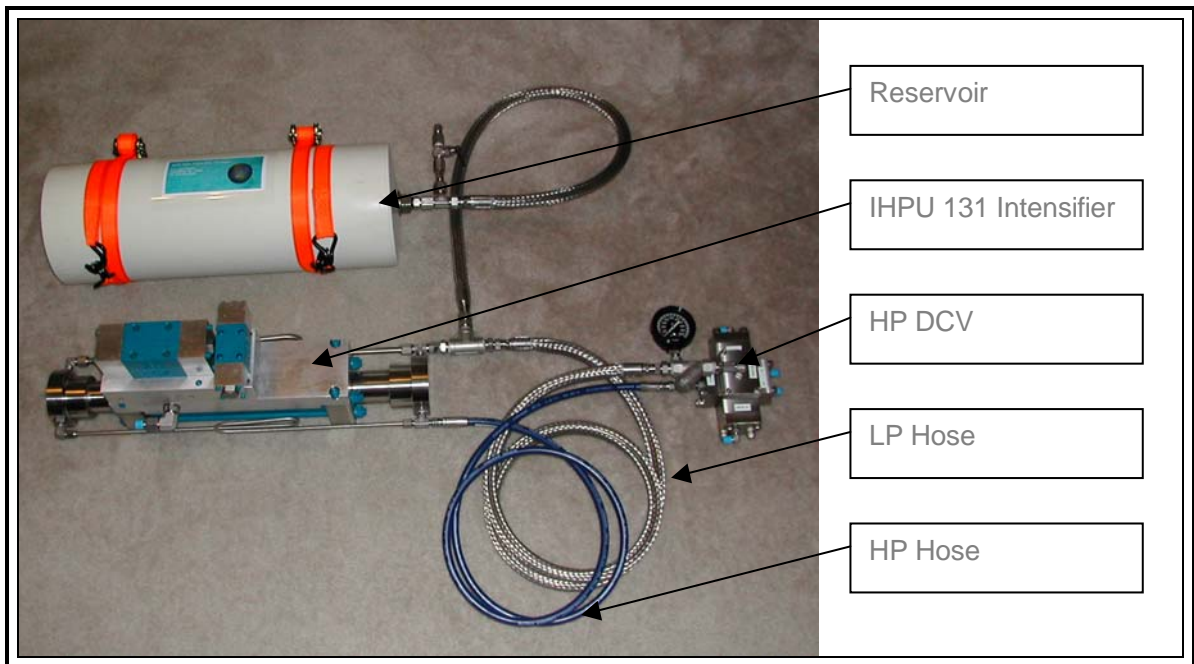 Reservoir
IHPU 131 Intensifier
HP DCV
LP Hose
HP Hose